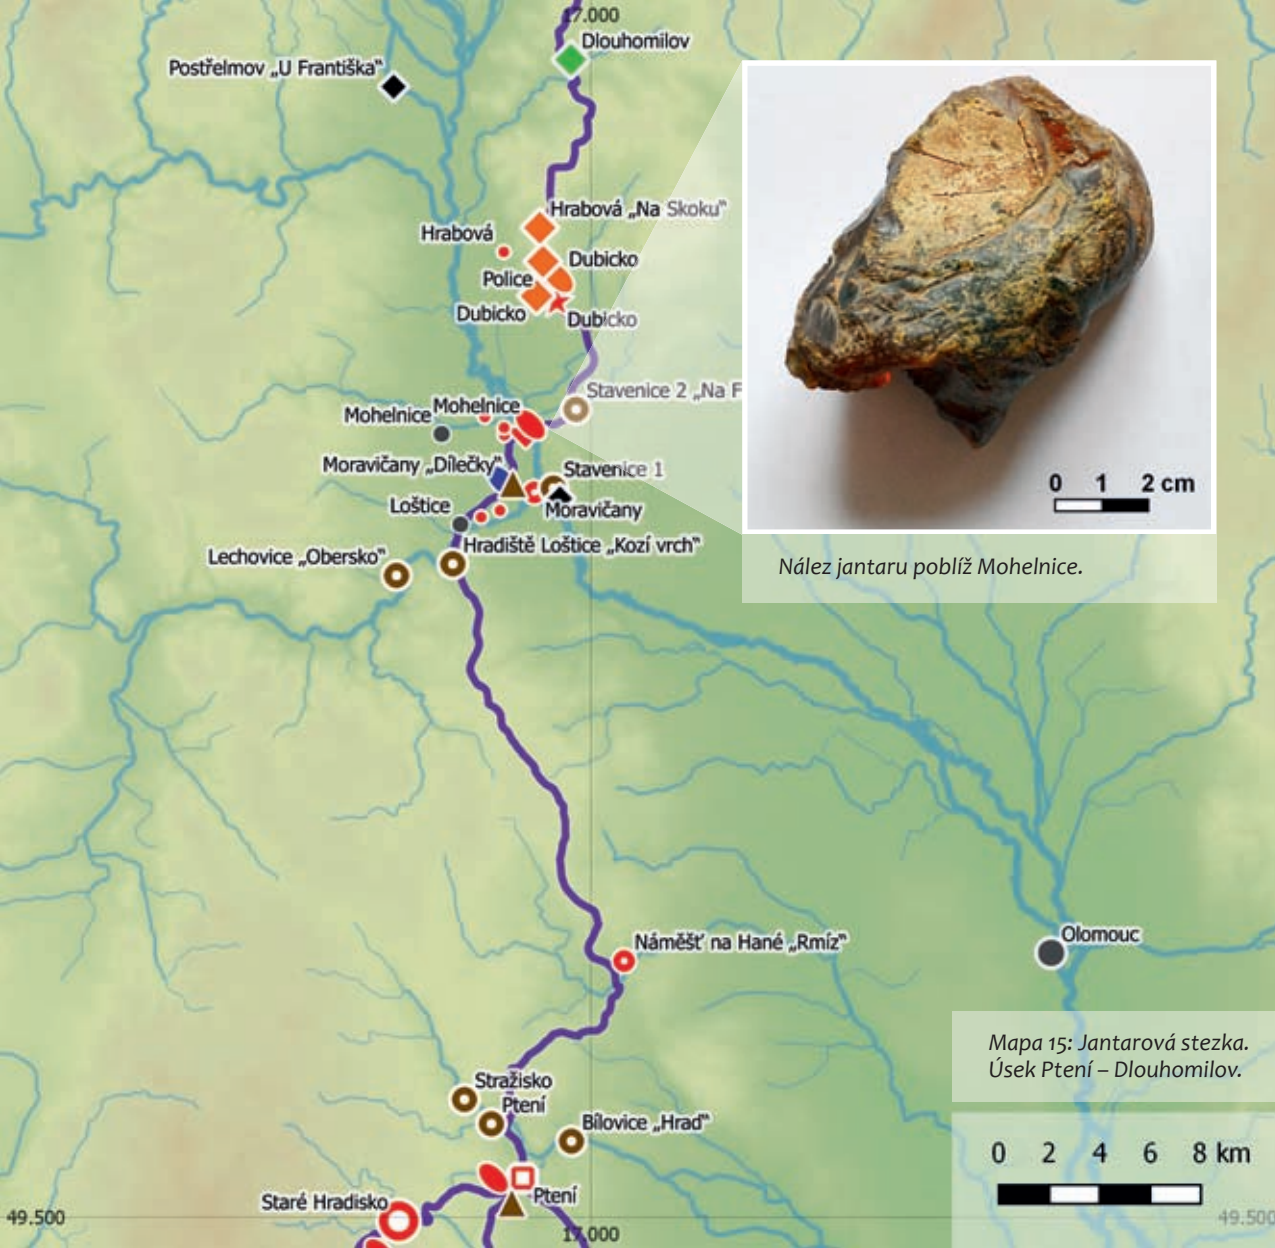 17.000
Dlouhomilov
Postřelmov „U Františka"
Hrabová „Na Skoku"
Hrabová
Dubicko
Police
Dubicko
Dubicko
Stavenice 2 „Na F
Mohelnice
Mohelnice
Moravičany „Dílečky"
Stavenice 1
Loštice
Moravičany
Hradiště Loštice „Kozí vrch"
Lechovice „Obersko"
0 1 2 cm
Nález jantaru poblíž Mohelnice.
Náměšť na Hané „Rmíz"
Olomouc
Mapa 15: Jantarová stezka.
Úsek Ptení – Dlouhomilov.
Stražisko
Ptení
Bílovice „Hrad"
0 2 4 6 8 km
Ptení
Staré Hradisko
49.500
17.000
49.500